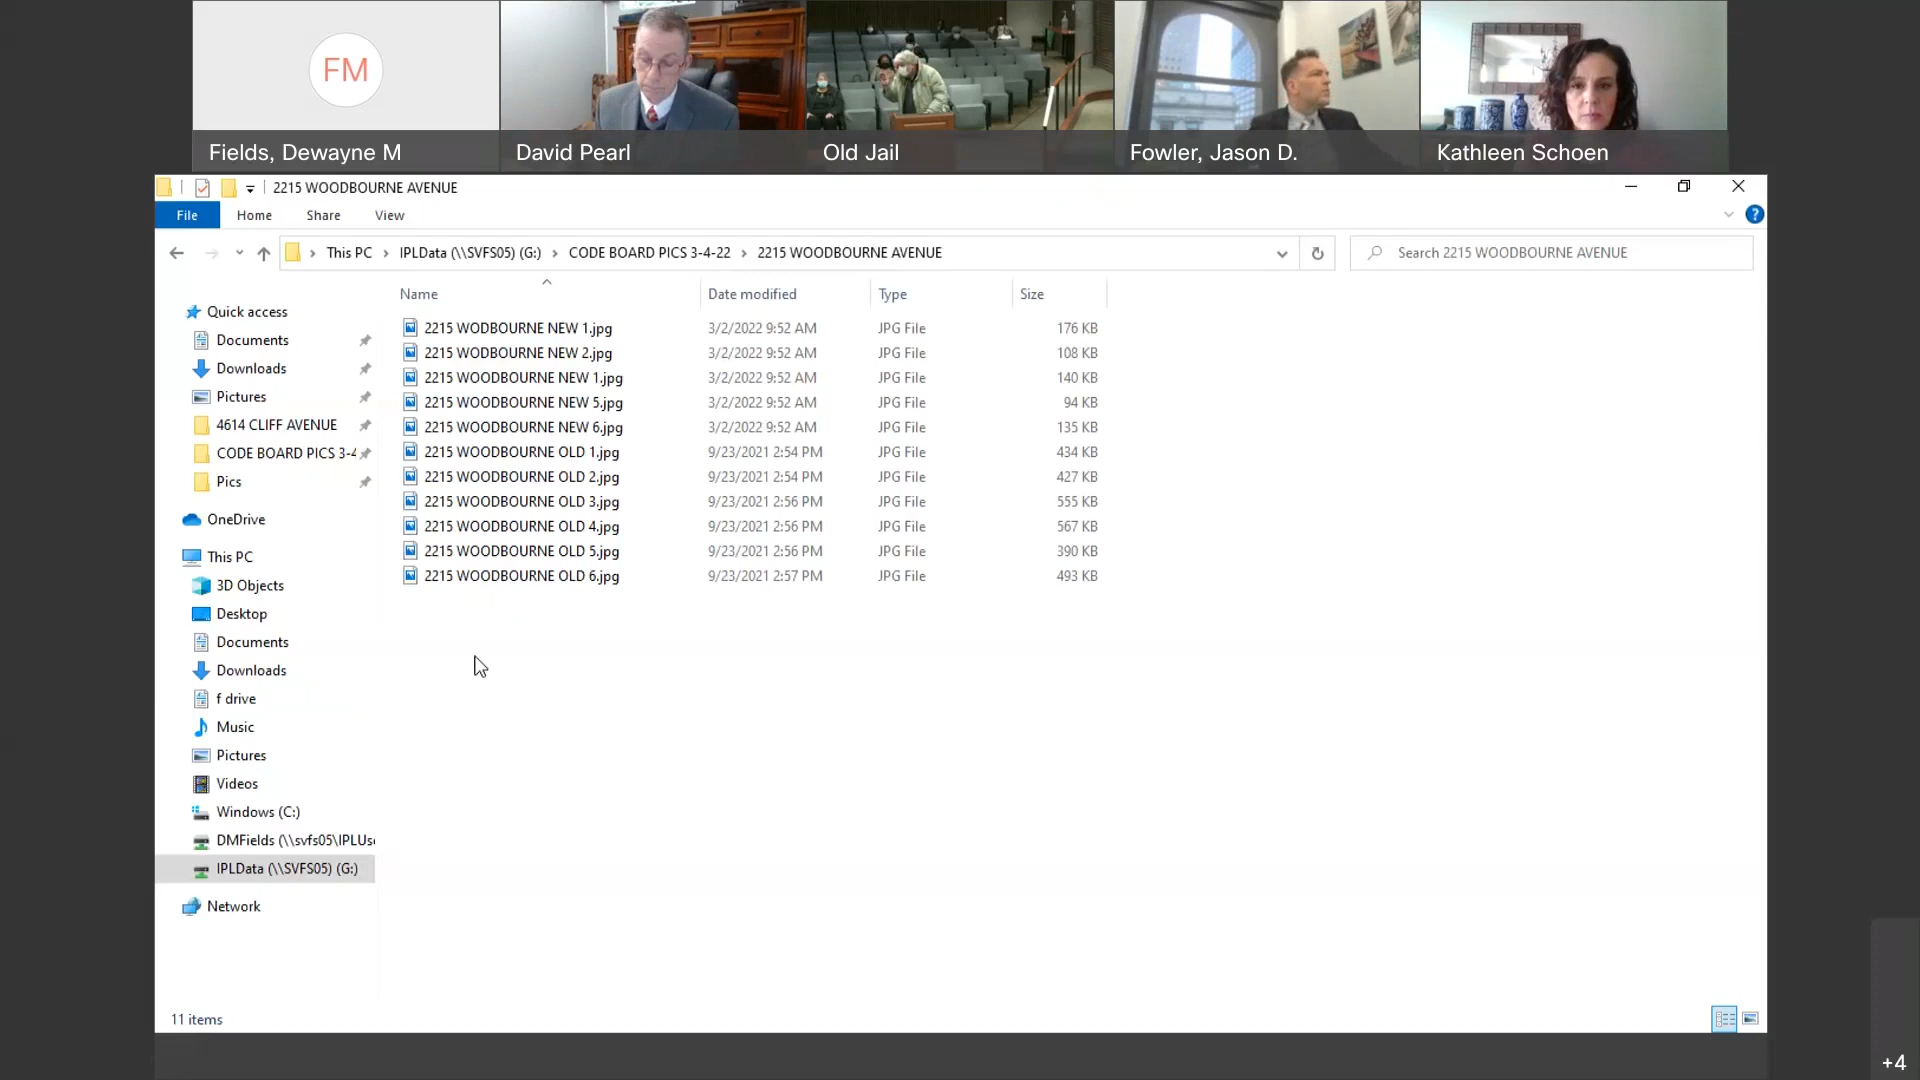 FM
Fields, Dewayne M
David Pearl
Old Jail
Fowler, Jason D.
Kathleen Schoen
2215 WOODBOURNE AVENUE
File Home Share View
This PC IPLData (\\SVFS05) (G:) CODE BOARD PICS 3-4-22 2215 WOODBOURNE AVENUE
Search 2215 WOODBOURNE AVENUE
Name Date modified Type Size
2215 WODBOURNE NEW 1.jpg 3/2/2022 9:52 AM JPG File 176 KB
2215 WODBOURNE NEW 2.jpg 3/2/2022 9:52 AM JPG File 108 KB
2215 WOODBOURNE NEW 1.jpg 3/2/2022 9:52 AM JPG File 140 KB
2215 WOODBOURNE NEW 5.jpg 3/2/2022 9:52 AM JPG File 94 KB
2215 WOODBOURNE NEW 6.jpg 3/2/2022 9:52 AM JPG File 135 KB
2215 WOODBOURNE OLD 1.jpg 9/23/2021 2:54 PM JPG File 434 KB
2215 WOODBOURNE OLD 2.jpg 9/23/2021 2:54 PM JPG File 427 KB
2215 WOODBOURNE OLD 3.jpg 9/23/2021 2:56 PM JPG File 555 KB
2215 WOODBOURNE OLD 4.jpg 9/23/2021 2:56 PM JPG File 567 KB
2215 WOODBOURNE OLD 5.jpg 9/23/2021 2:56 PM JPG File 390 KB
2215 WOODBOURNE OLD 6.jpg 9/23/2021 2:57 PM JPG File 493 KB
Quick access
Documents
Downloads
Pictures
4614 CLIFF AVENUE
CODE BOARD PICS 3-4
Pics
OneDrive
This PC
3D Objects
Desktop
Documents
Downloads
f drive
Music
Pictures
Videos
Windows (C:)
DMFields (\\svfs05\IPLUse
IPLData (\\SVFS05) (G:)
Network
11 items
+4